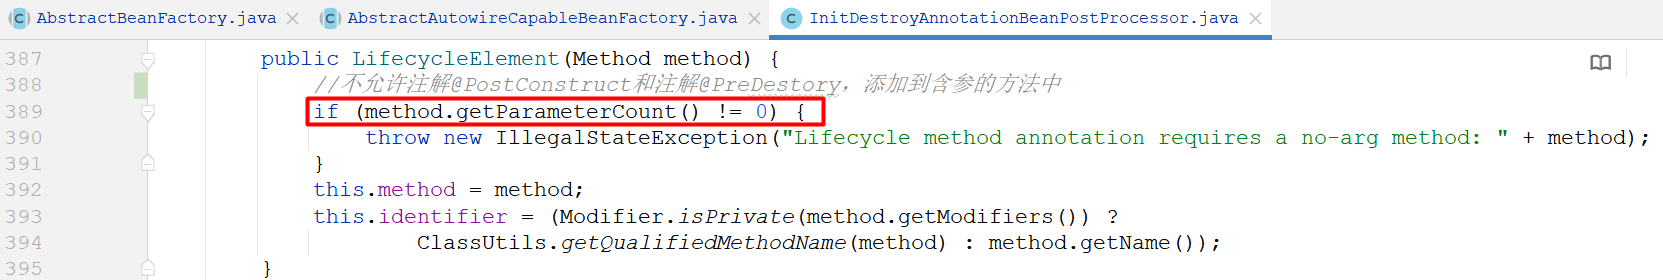 AbstractBeanFactory.java AbstractAutowireCapableBeanFactory.java InitDestroyAnnotationBeanPostProcessor.java
387 public LifecycleElement(Method method) {
388 //不允许注解@PostConstruct和注解@PreDestory，添加到含参的方法中
389 if (method.getParameterCount() != 0) {
390 throw new IllegalStateException("Lifecycle method annotation requires a no-arg method: " + method);
391 }
392 this.method = method;
393 this.identifier = (Modifier.isPrivate(method.getModifiers()) ?
394 ClassUtils.getQualifiedMethodName(method) : method.getName());
395 }